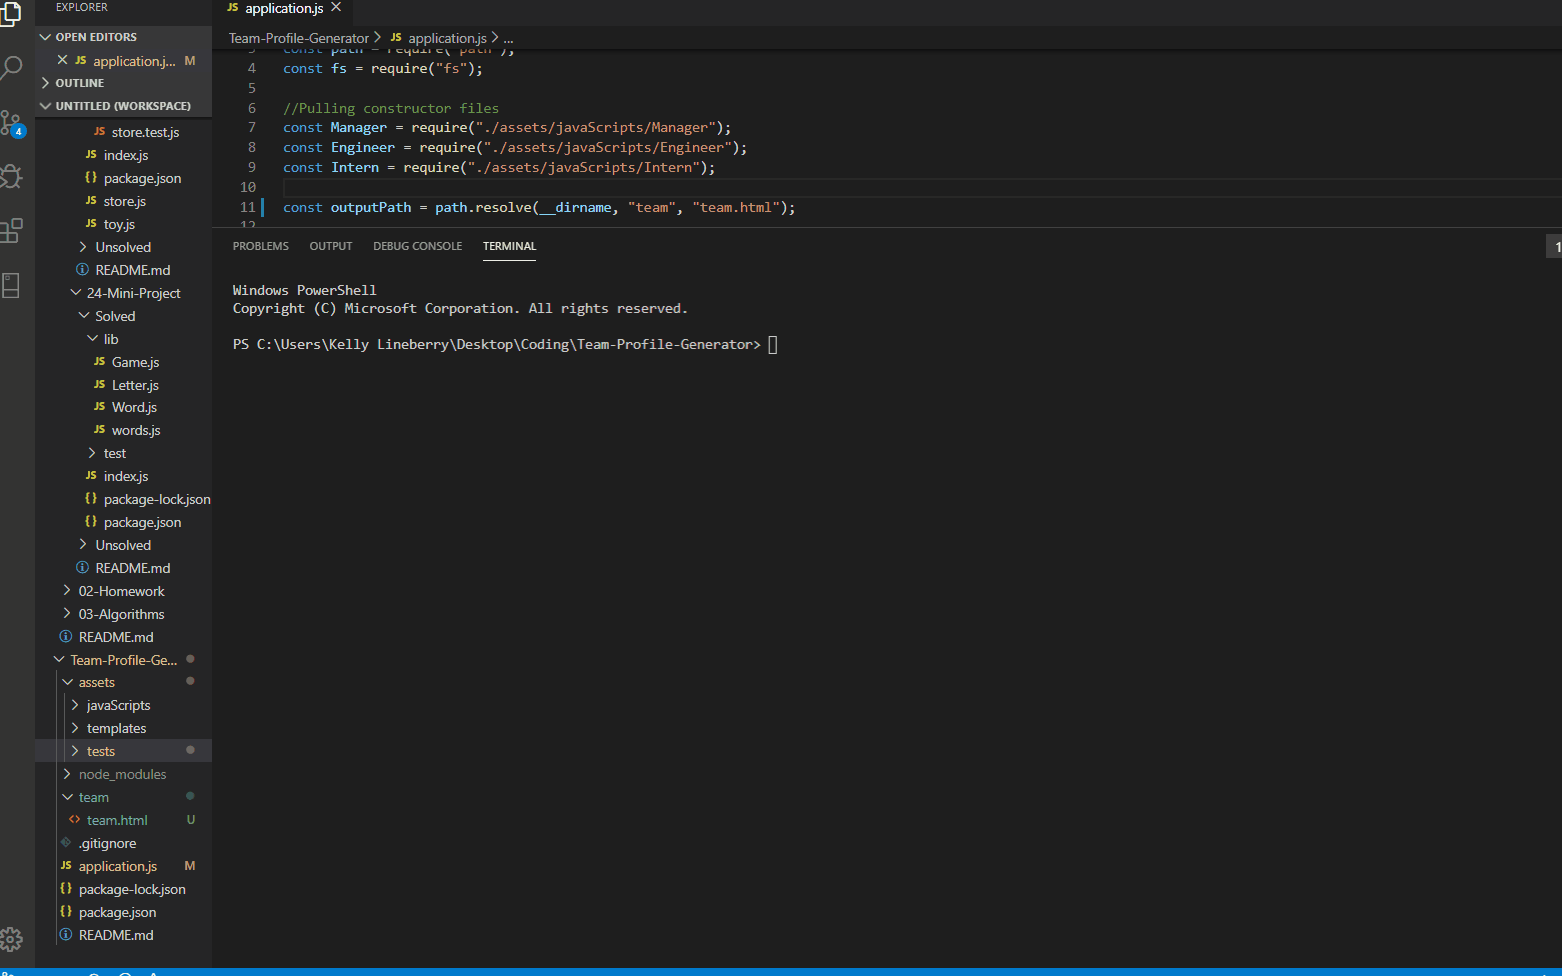 EXPLORER
OPEN EDITORS
JS application.j... M
OUTLINE
UNTITLED (WORKSPACE)
4
JS store.test.js
JS index.js
{} package.json
JS store.js
JS toy.js
Unsolved
README.md
24-Mini-Project
Solved
lib
JS Game.js
JS Letter.js
JS Word.js
JS words.js
test
JS index.js
{} package-lock.json
{} package.json
Unsolved
README.md
02-Homework
03-Algorithms
README.md
Team-Profile-Ge...
assets
javaScripts
templates
tests
node_modules
team
<> team.html U
.gitignore
JS application.js M
{} package-lock.json
{} package.json
README.md
JS application.js
Team-Profile-Generator > JS application.js > ...
3 const path = require("path");
4 const fs = require("fs");
5
6 //Pulling constructor files
7 const Manager = require("./assets/javaScripts/Manager");
8 const Engineer = require("./assets/javaScripts/Engineer");
9 const Intern = require("./assets/javaScripts/Intern");
10
11 const outputPath = path.resolve(__dirname, "team", "team.html");
12
PROBLEMS OUTPUT DEBUG CONSOLE TERMINAL 1
Windows PowerShell
Copyright (C) Microsoft Corporation. All rights reserved.
PS C:\Users\Kelly Lineberry\Desktop\Coding\Team-Profile-Generator>